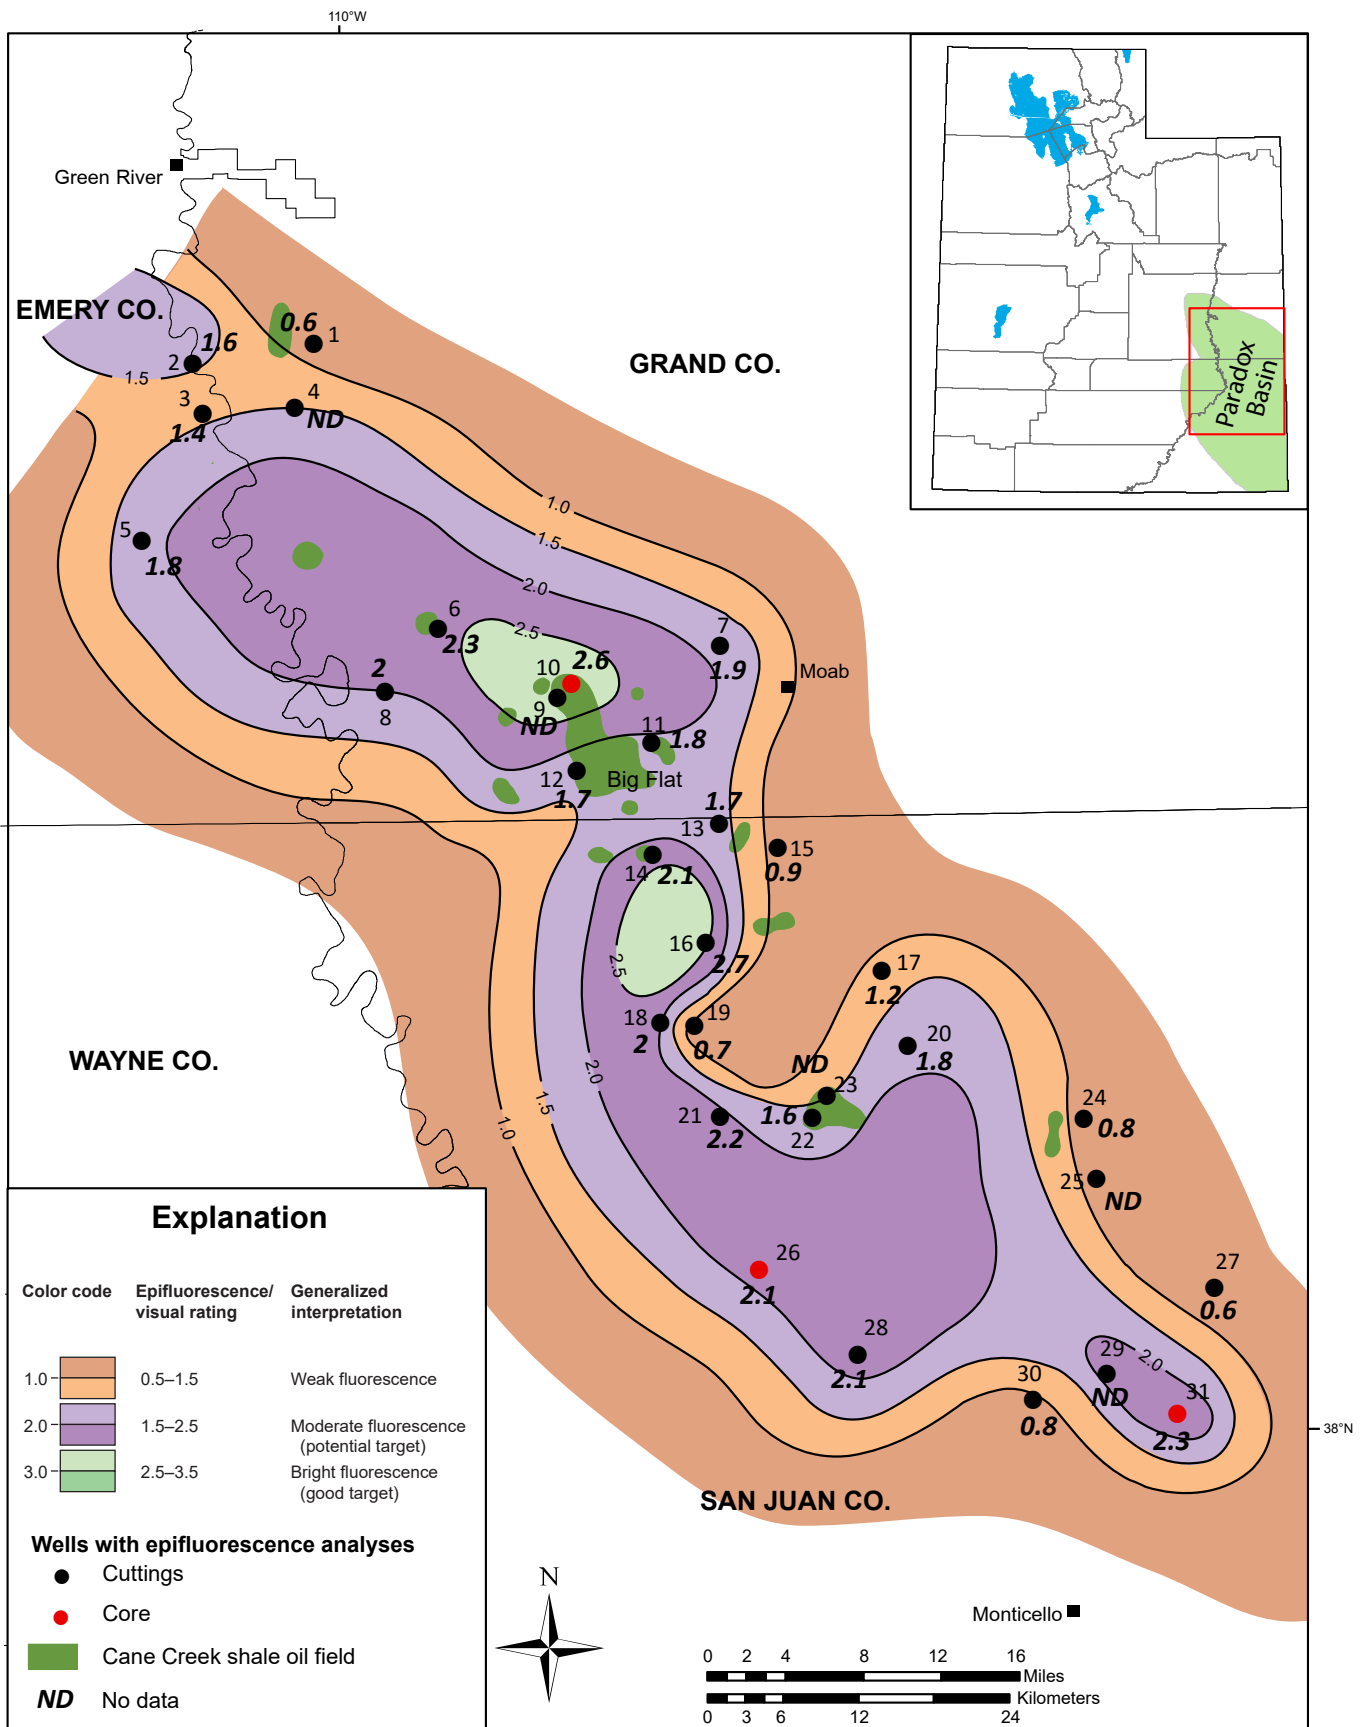 110°W
Green River
EMERY CO.
GRAND CO.
Paradox
Basin
0.6
1
1.6
2
1.5
3
4
1.4
ND
1.0
5
1.5
1.8
2.0
6
2.5
7
2.3
2
10
2.6
1.9
Moab
8
9
ND
11
1.8
12
Big Flat
1.7
1.7
13
14
2.1
15
0.9
16
2.7
2.5
17
1.2
18
19
2
0.7
20
1.8
WAYNE CO.
2.0
ND
23
1.5
1.0
21
2.2
1.6
22
24
0.8
25
ND
26
2.1
27
0.6
28
2.1
29
2.0
ND
30
0.8
31
2.3
38°N
SAN JUAN CO.
Explanation
Color code
Epifluorescence/
visual rating
Generalized
interpretation
1.0
0.5–1.5
Weak fluorescence
2.0
1.5–2.5
Moderate fluorescence
(potential target)
3.0
2.5–3.5
Bright fluorescence
(good target)
Wells with epifluorescence analyses
Cuttings
Core
Cane Creek shale oil field
ND No data
N
Monticello
0 2 4 8 12 16
Miles
Kilometers
0 3 6 12 24